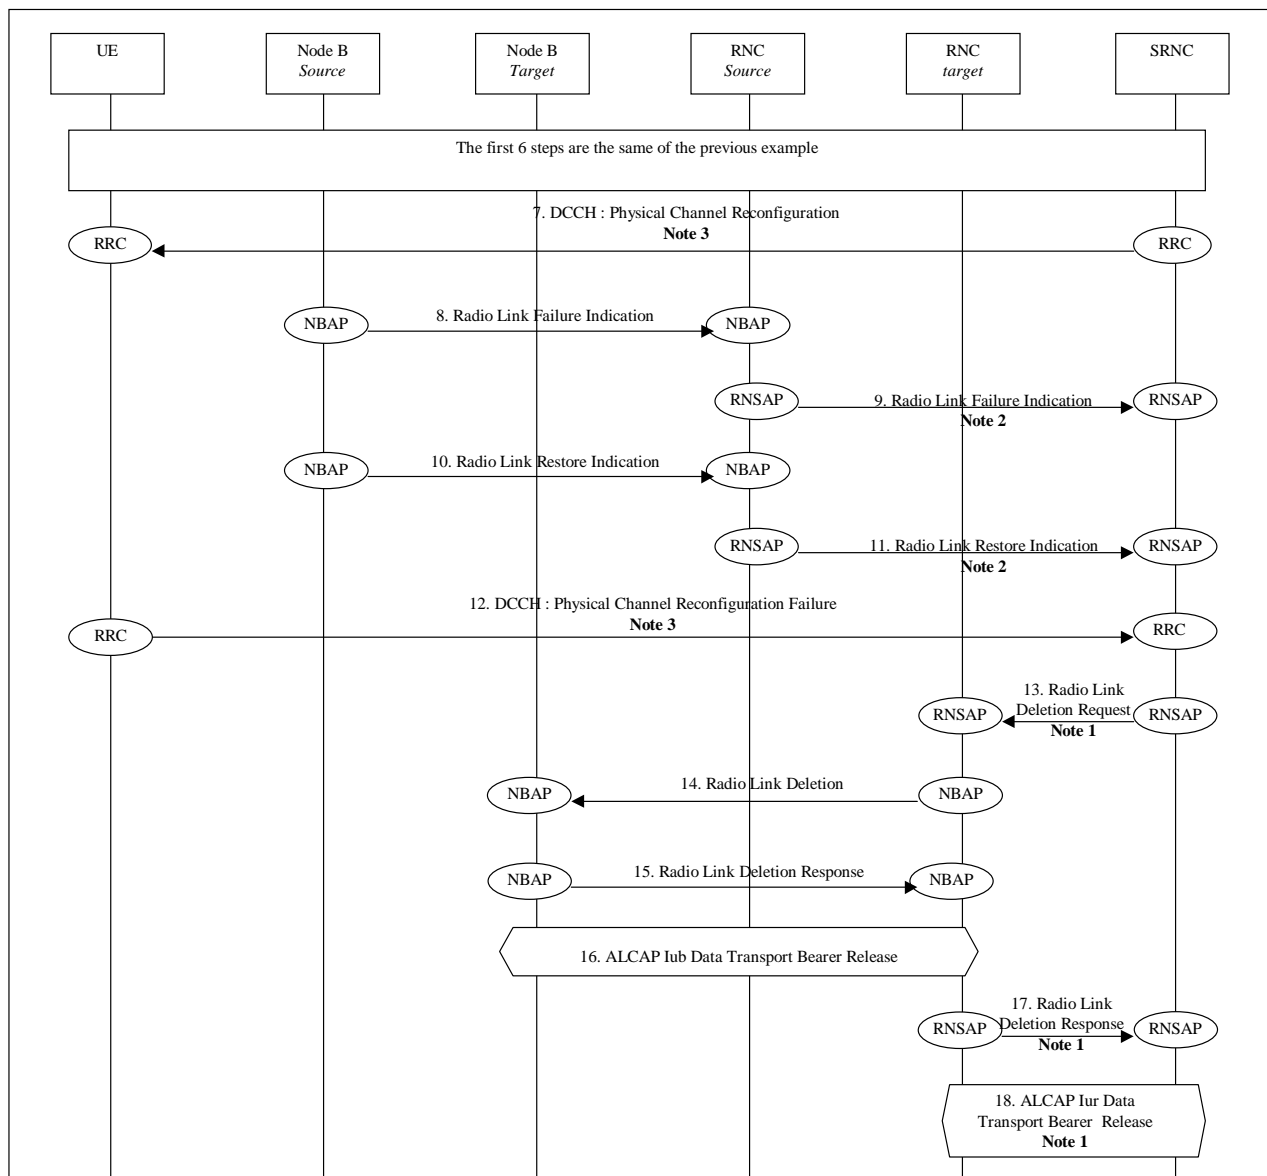 UE
Node B
Source
Node B
Target
RNC
Source
RNC
target
SRNC
The first 6 steps are the same of the previous example
7. DCCH : Physical Channel Reconfiguration
Note 3
RRC
RRC
8. Radio Link Failure Indication
NBAP
NBAP
9. Radio Link Failure Indication
Note 2
RNSAP
RNSAP
10. Radio Link Restore Indication
NBAP
NBAP
11. Radio Link Restore Indication
Note 2
RNSAP
RNSAP
12. DCCH : Physical Channel Reconfiguration Failure
Note 3
RRC
RRC
13. Radio Link
Deletion Request
Note 1
RNSAP
RNSAP
14. Radio Link Deletion
NBAP
NBAP
15. Radio Link Deletion Response
NBAP
NBAP
16. ALCAP Iub Data Transport Bearer Release
17. Radio Link
Deletion Response
Note 1
RNSAP
RNSAP
18. ALCAP Iur Data
Transport Bearer Release
Note 1